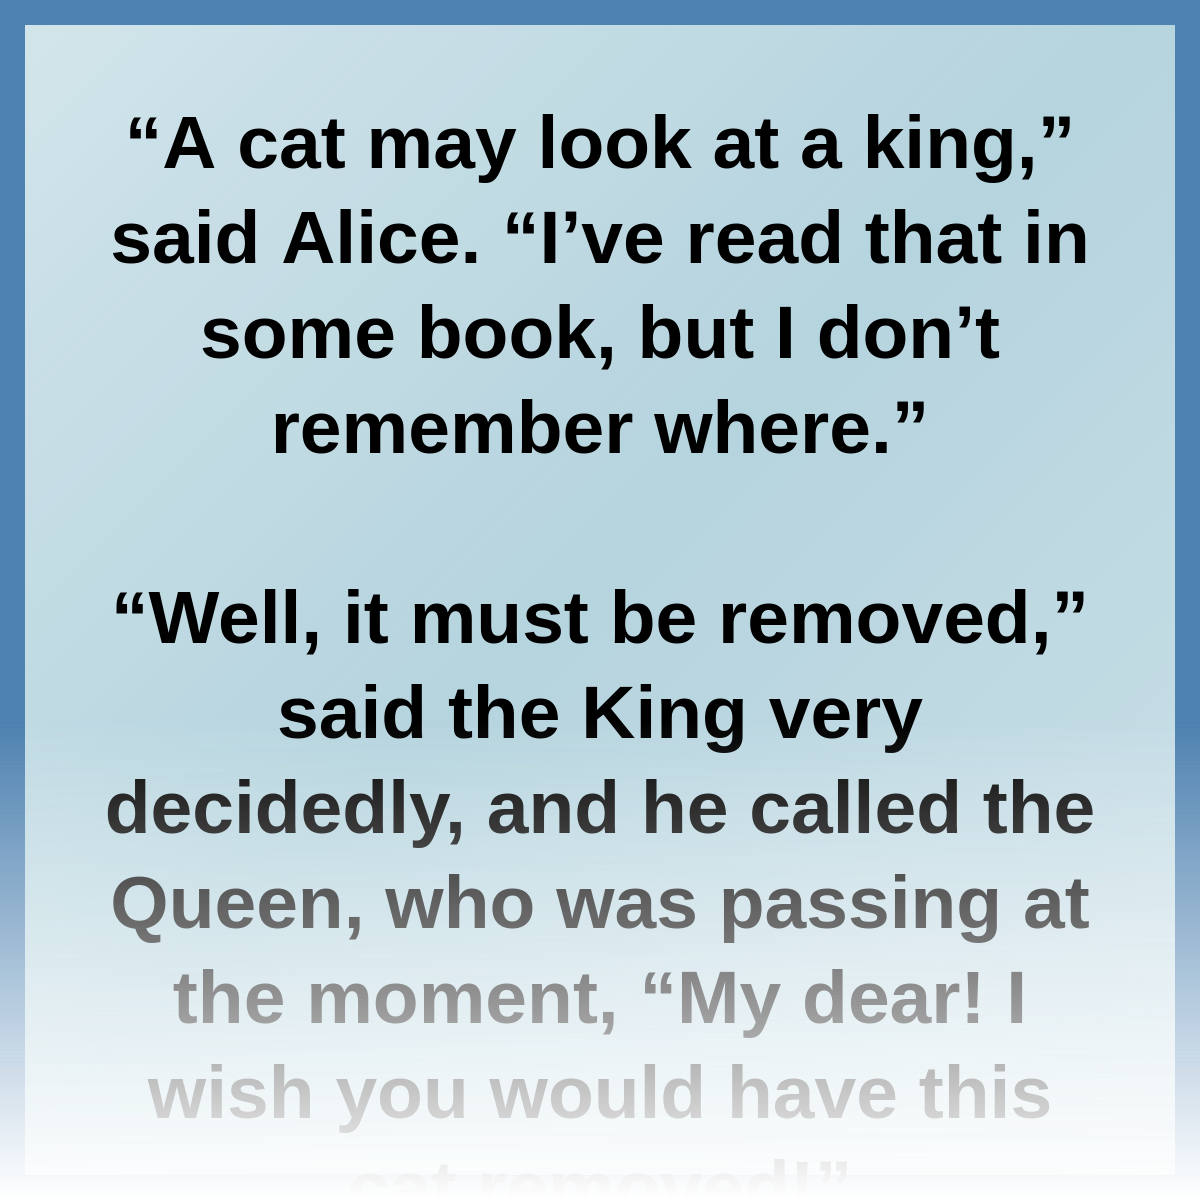 “A cat may look at a king,”
said Alice. “I’ve read that in
some book, but I don’t
remember where.”
“Well, it must be removed,”
said the King very
decidedly, and he called the
Queen, who was passing at
the moment, “My dear! I
wish you would have this
cat removed!”